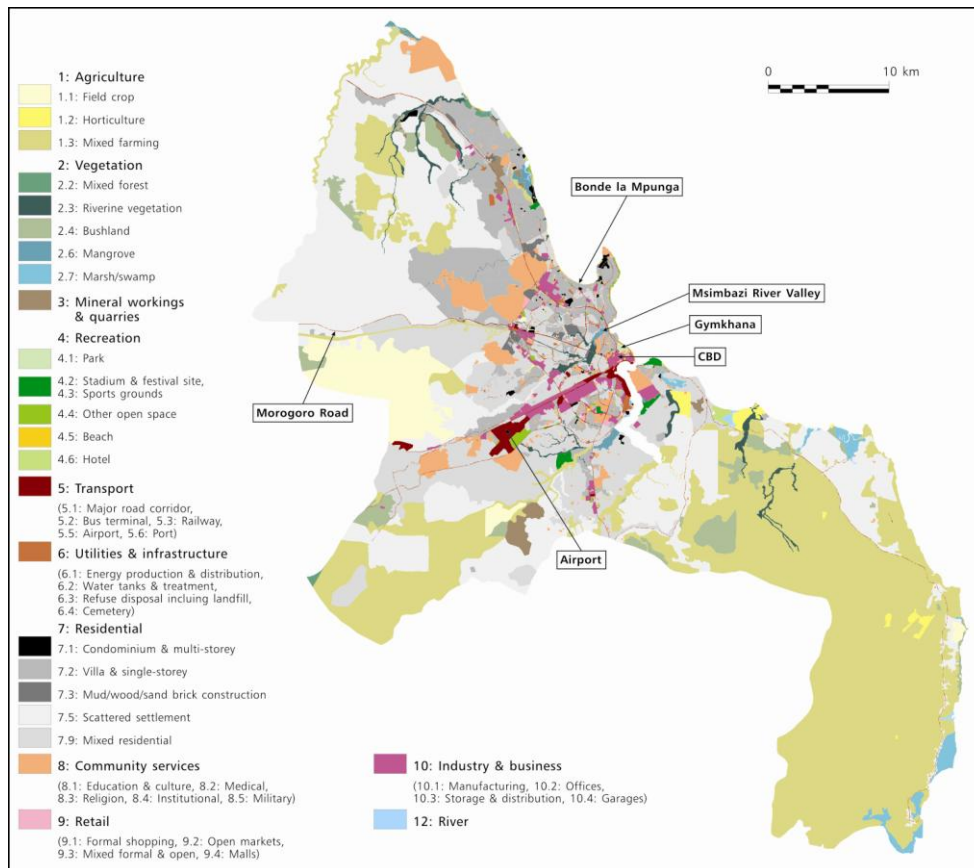 1: Agriculture
1.1: Field crop
1.2: Horticulture
1.3: Mixed farming
2: Vegetation
2.2: Mixed forest
2.3: Riverine vegetation
2.4: Bushland
2.6: Mangrove
2.7: Marsh/swamp
3: Mineral workings
& quarries
4: Recreation
4.1: Park
4.2: Stadium & festival site,
4.3: Sports grounds
4.4: Other open space
4.5: Beach
4.6: Hotel
5: Transport
(5.1: Major road corridor,
5.2: Bus terminal, 5.3: Railway,
5.5: Airport, 5.6: Port)
6: Utilities & infrastructure
(6.1: Energy production & distribution,
6.2: Water tanks & treatment,
6.3: Refuse disposal incluing landfill,
6.4: Cemetery)
7: Residential
7.1: Condominium & multi-storey
7.2: Villa & single-storey
7.3: Mud/wood/sand brick construction
7.5: Scattered settlement
7.9: Mixed residential
8: Community services
(8.1: Education & culture, 8.2: Medical,
8.3: Religion, 8.4: Institutional, 8.5: Military)
9: Retail
(9.1: Formal shopping, 9.2: Open markets,
9.3: Mixed formal & open, 9.4: Malls)
10: Industry & business
(10.1: Manufacturing, 10.2: Offices,
10.3: Storage & distribution, 10.4: Garages)
12: River
0 10 km
Bonde la Mpunga
Msimbazi River Valley
Gymkhana
CBD
Morogoro Road
Airport